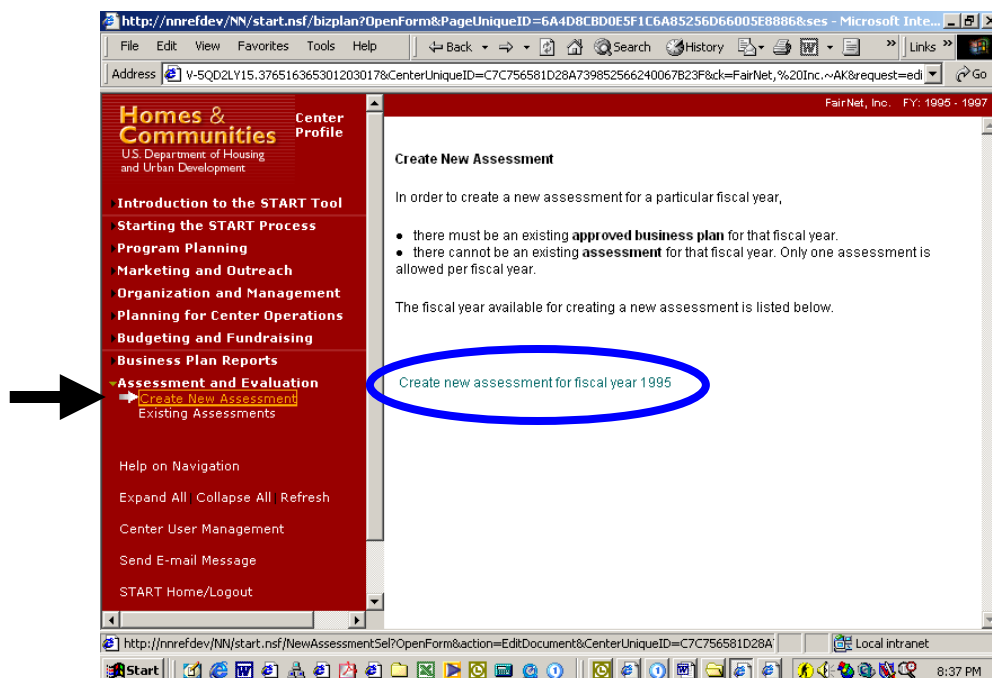 http://nnrefdev/NN/start.nsf/bizplan?OpenForm&PageUniqueID=6A4D8CBD0E5F1C6A85256D66005E8886&ses - Microsoft Inte...
File Edit View Favorites Tools Help
Back Search History Links
Address V-5QD2LY15.376516365301203017&CenterUniqueID=C7C756581D28A739852566240067B23F&ck=FairNet,%20Inc.~AK&request=edi Go
FairNet, Inc. FY: 1995 - 1997
Homes &
Communities
U.S. Department of Housing
and Urban Development
Center
Profile
Introduction to the START Tool
Starting the START Process
Program Planning
Marketing and Outreach
Organization and Management
Planning for Center Operations
Budgeting and Fundraising
Business Plan Reports
Assessment and Evaluation
Create New Assessment
Existing Assessments
Help on Navigation
Expand All | Collapse All | Refresh
Center User Management
Send E-mail Message
START Home/Logout
Create New Assessment
In order to create a new assessment for a particular fiscal year,
● there must be an existing approved business plan for that fiscal year.
● there cannot be an existing assessment for that fiscal year. Only one assessment is
allowed per fiscal year.
The fiscal year available for creating a new assessment is listed below.
Create new assessment for fiscal year 1995
http://nnrefdev/NN/start.nsf/NewAssessmentSel?OpenForm&action=EditDocument&CenterUniqueID=C7C756581D28A Local intranet
Start 8:37 PM